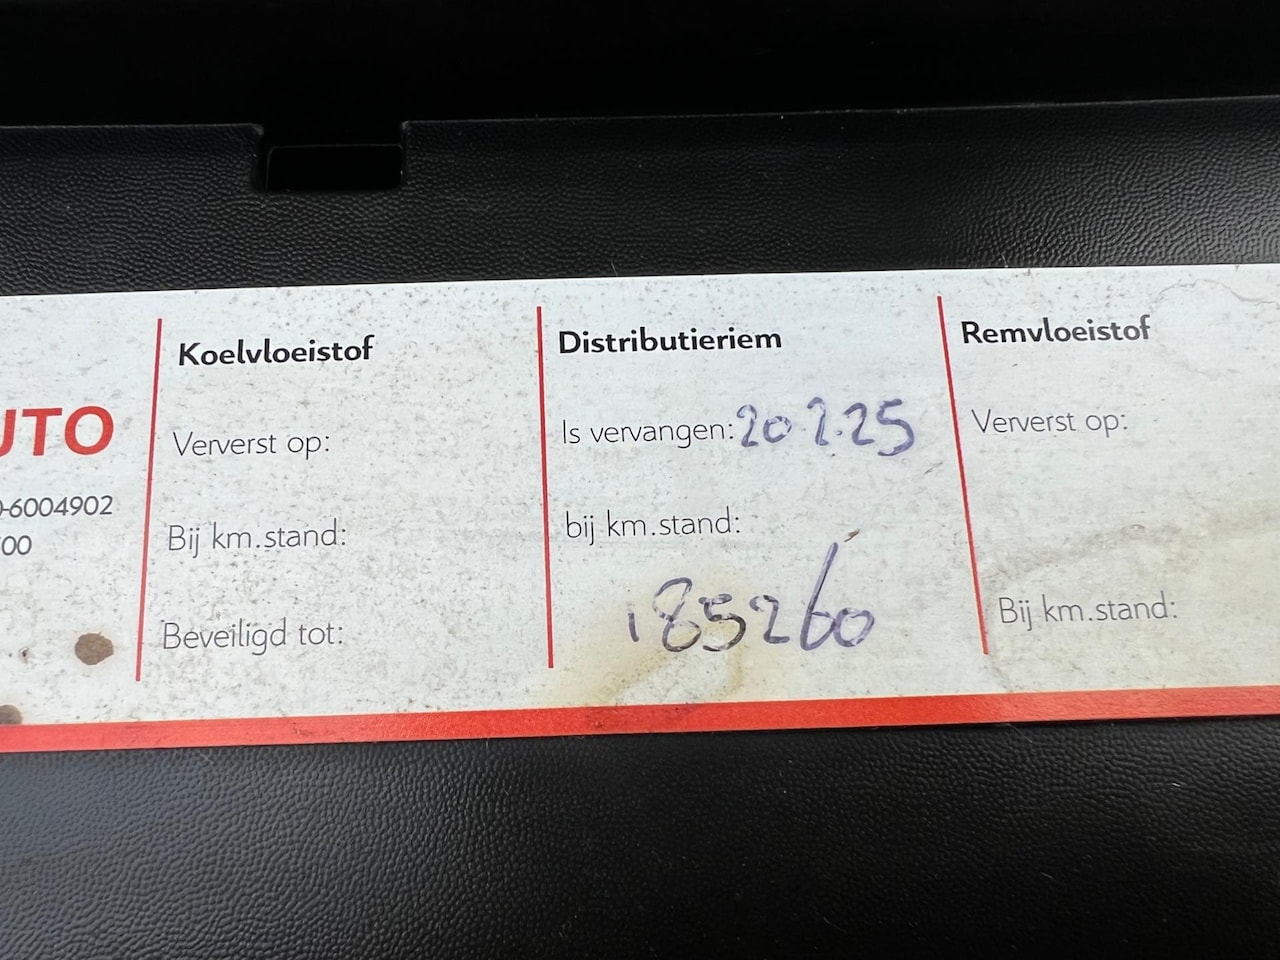 UTO
-6004902
00
Koelvloeistof
Ververst op:
Bij km.stand:
Beveiligd tot:
Distributieriem
Is vervangen: 20.2.25
bij km.stand:
185260
Remvloeistof
Ververst op:
Bij km.stand: